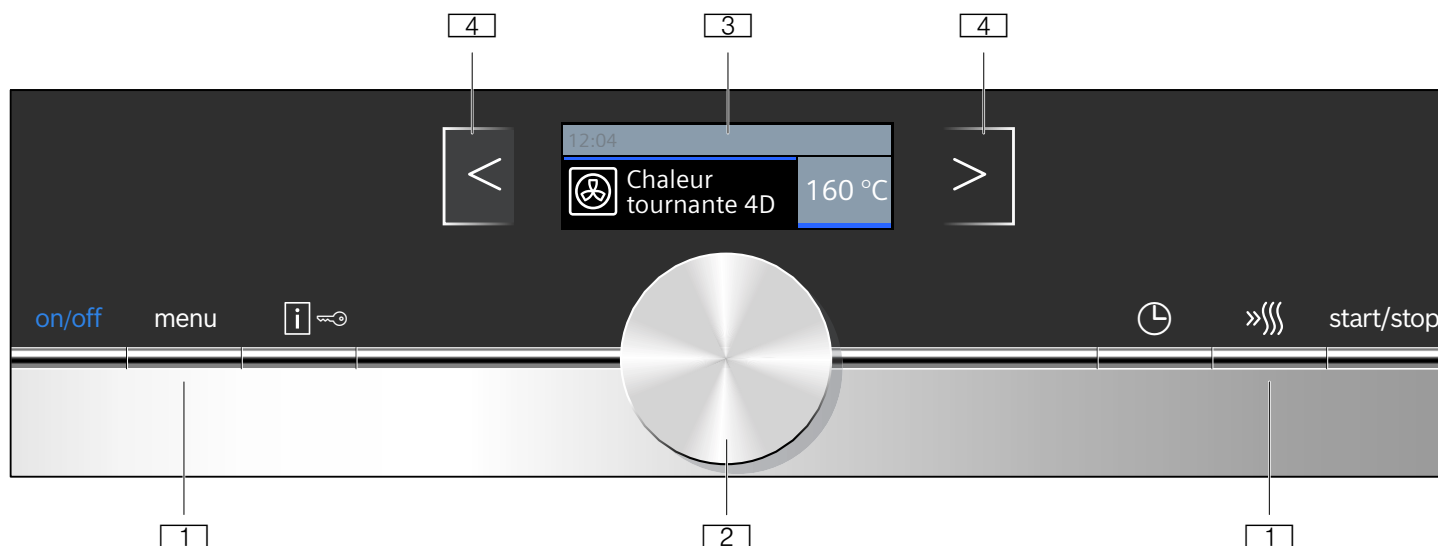 4 3 4
12:04
< Chaleur 160 °C >
tournante 4D
on/off menu i start/stop
1 2 1